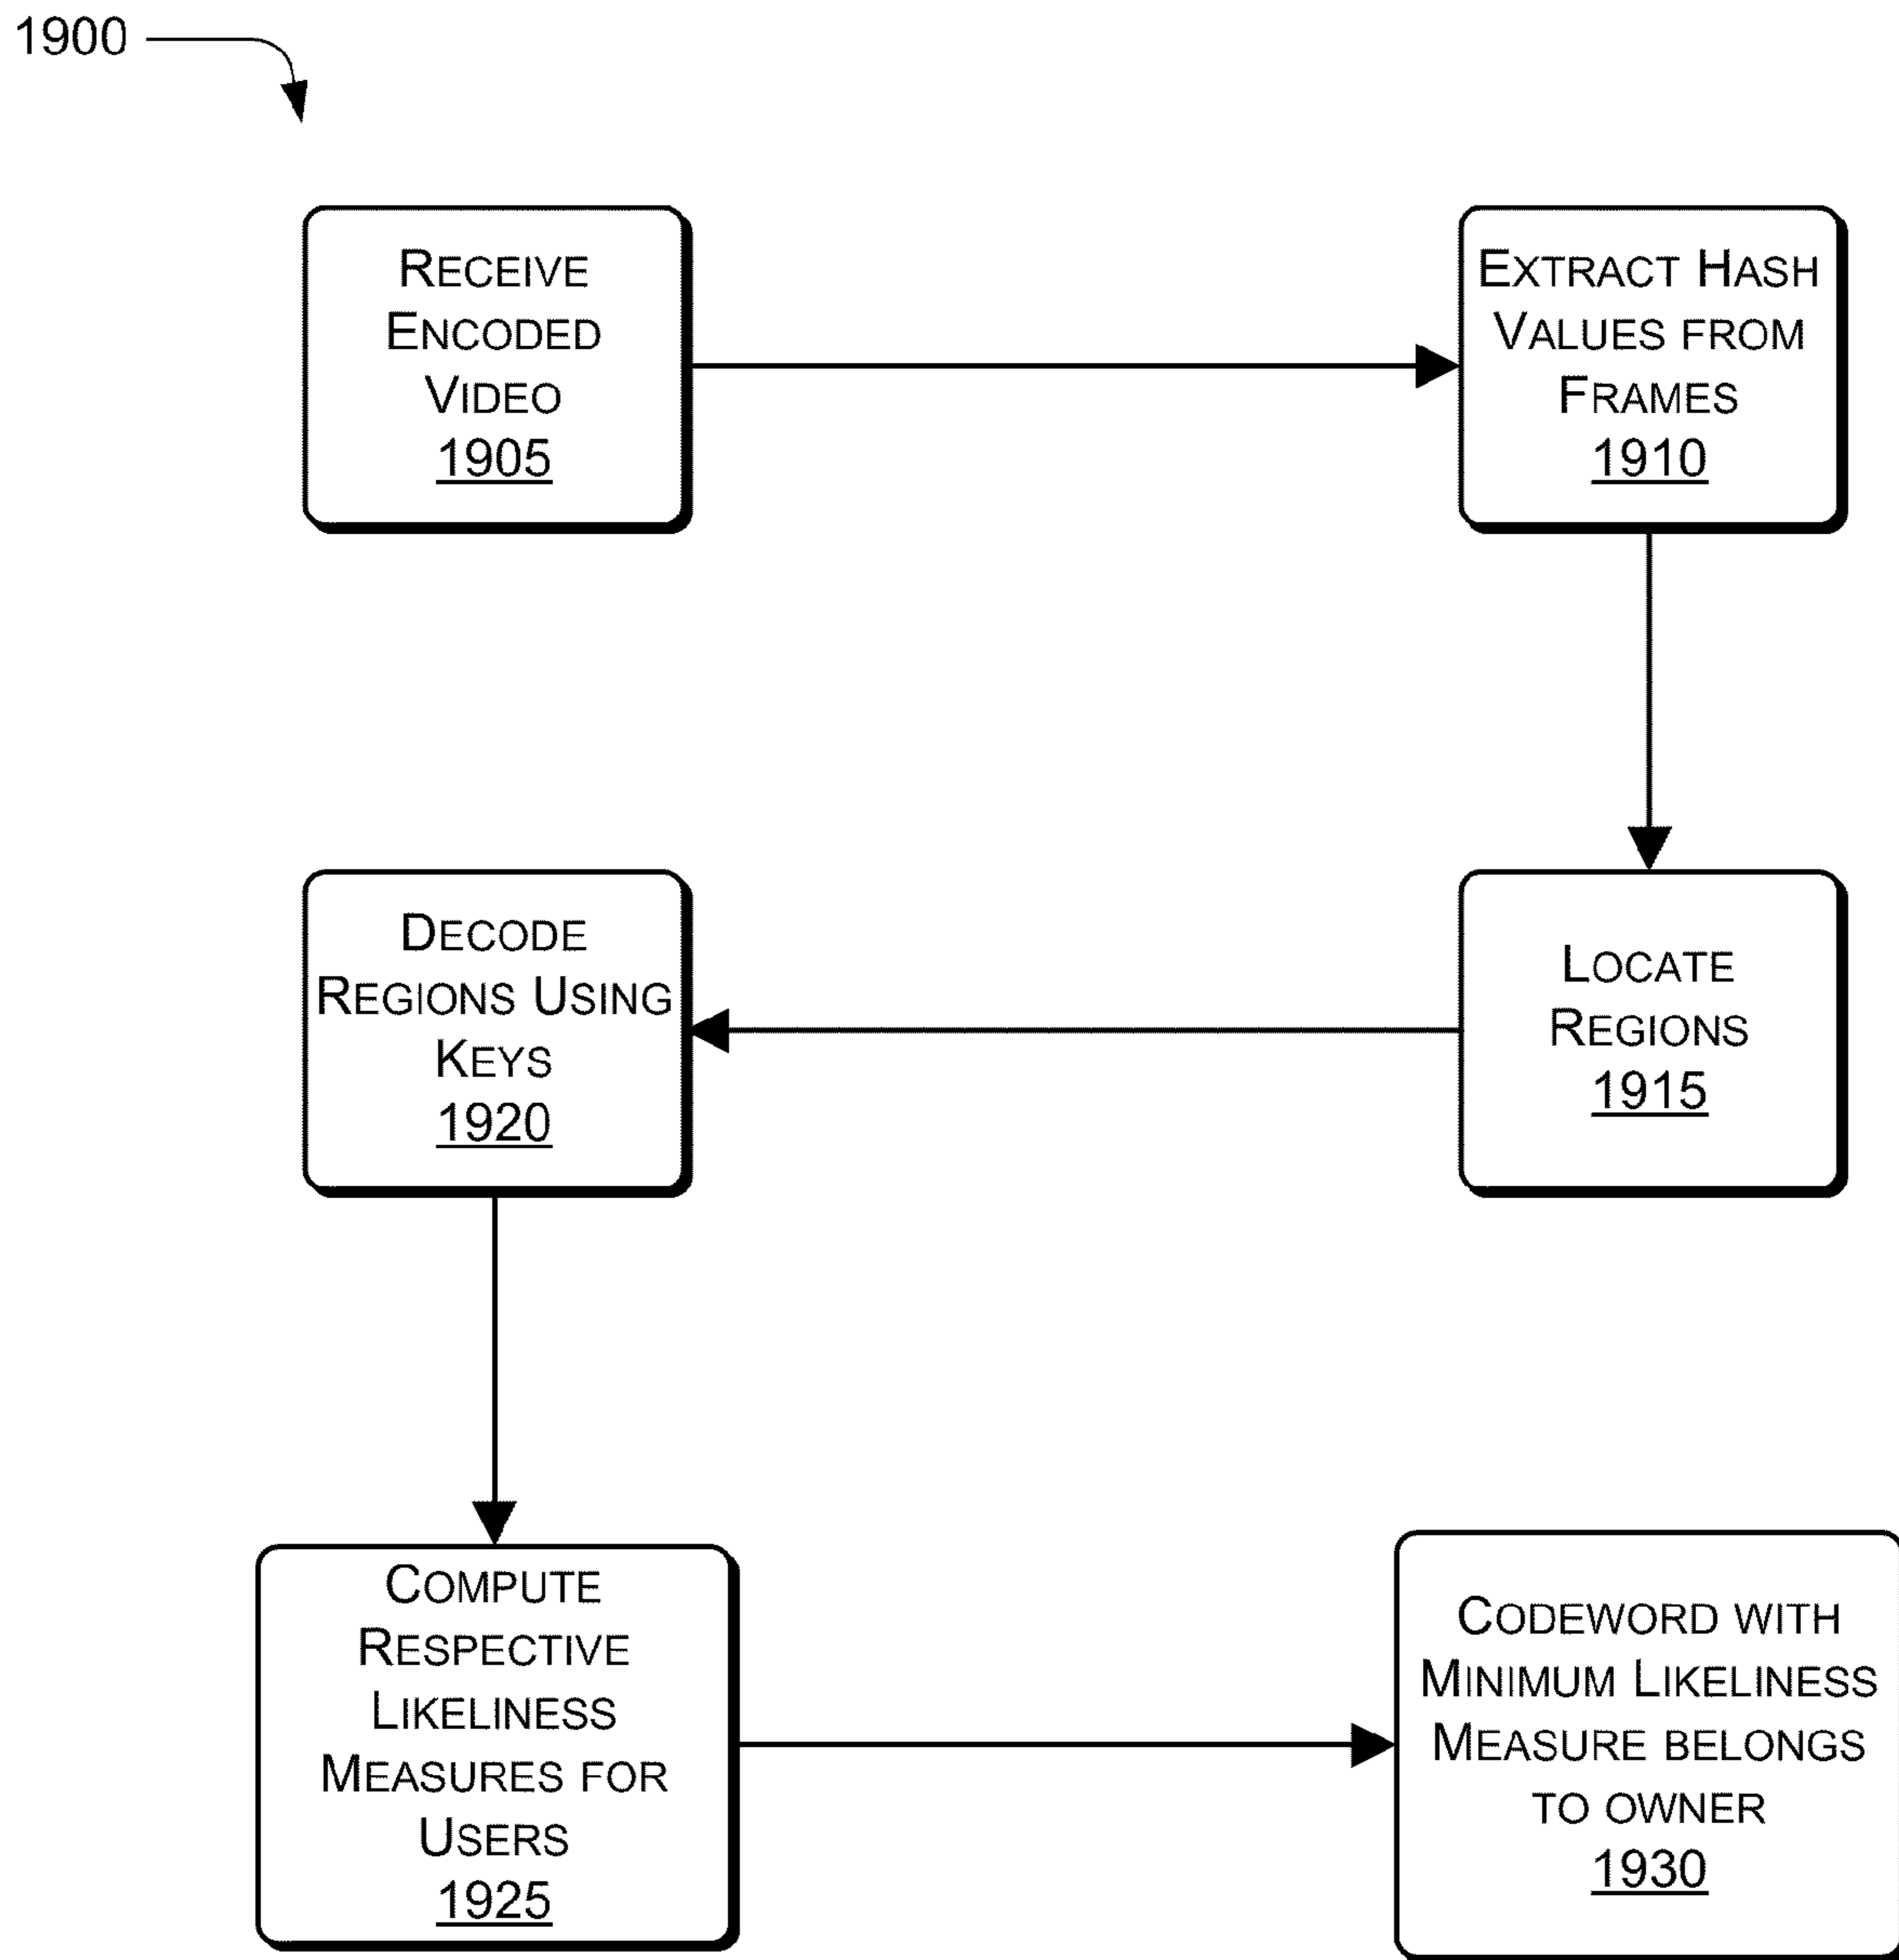 1900
RECEIVE
ENCODED
VIDEO
1905
EXTRACT HASH
VALUES FROM
FRAMES
1910
LOCATE
REGIONS
1915
DECODE
REGIONS USING
KEYS
1920
COMPUTE
RESPECTIVE
LIKELINESS
MEASURES FOR
USERS
1925
CODEWORD WITH
MINIMUM LIKELINESS
MEASURE BELONGS
TO OWNER
1930